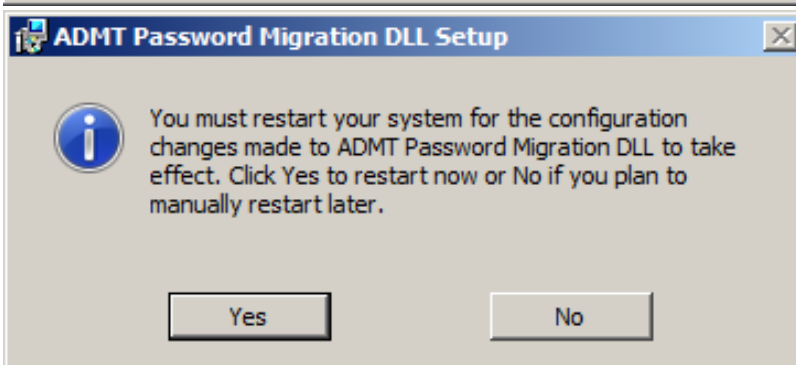 ADMT Password Migration DLL Setup
You must restart your system for the configuration
changes made to ADMT Password Migration DLL to take
effect. Click Yes to restart now or No if you plan to
manually restart later.
Yes
No